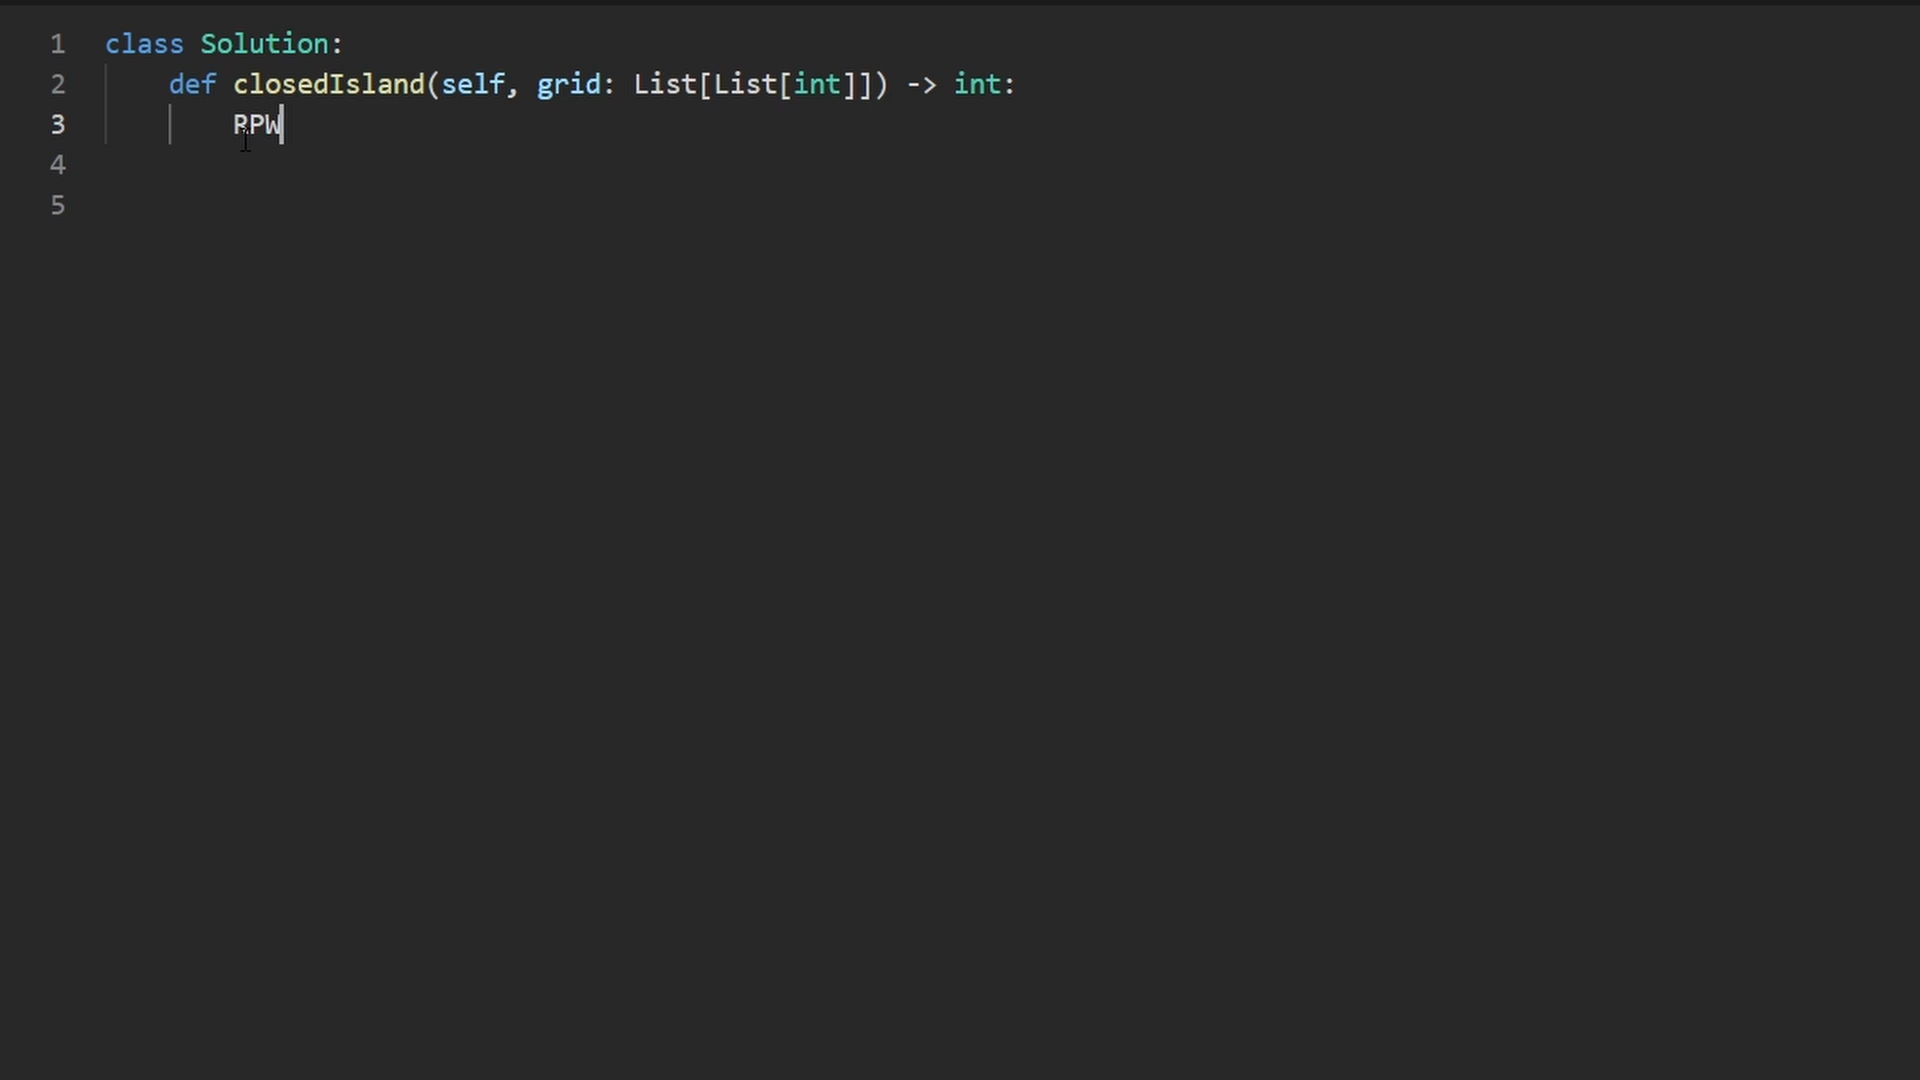 1 class Solution:
2 def closedIsland(self, grid: List[List[int]]) -> int:
3 RPW
4
5